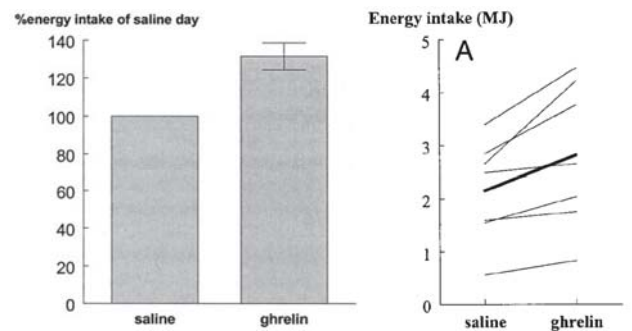 %energy intake of saline day
140
120
100
80
60
40
20
0
saline
ghrelin
Energy intake (MJ)
A
5
4
3
2
1
0
saline
ghrelin